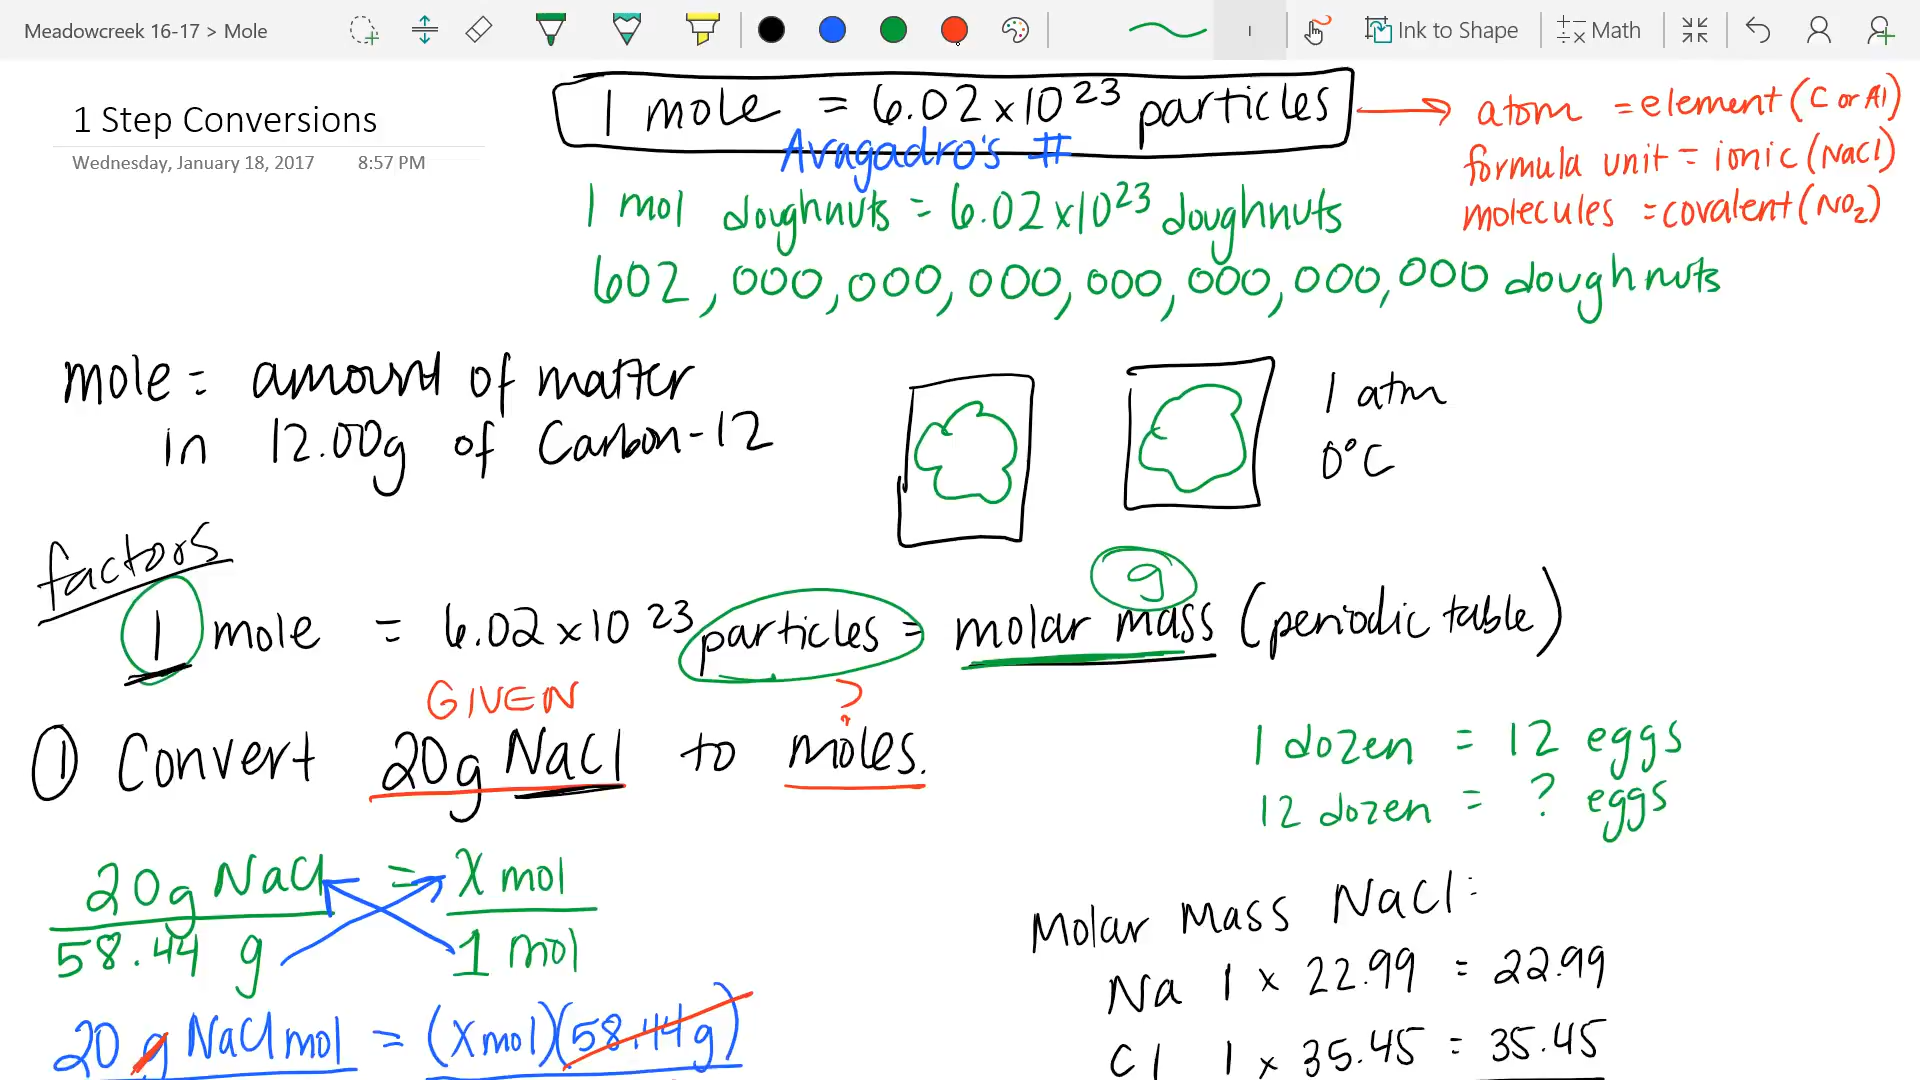 Meadowcreek 16-17 > Mole
Ink to Shape
Math
1 Step Conversions
Wednesday, January 18, 2017 8:57 PM
1 mole = 6.02x10^23 particles
Avagadro's #
atom = element (C or Al)
formula unit = ionic (NaCl)
molecules = covalent (NO₂)
1 mol doughnuts = 6.02x10^23 doughnuts
602,000,000,000,000,000,000,000 doughnuts
mole = amount of matter
in 12.00g of Carbon-12
1 atm
0°C
factors
g
1 mole = 6.02x10^23 particles = molar mass (periodic table)
GIVEN ?
① Convert 20g NaCl to moles.
1 dozen = 12 eggs
12 dozen = ? eggs
20g NaCl = X mol
58.44 g 1 mol
20 g NaCl mol = (X mol)(58.44g)
Molar Mass NaCl:
Na 1 x 22.99 = 22.99
Cl 1 x 35.45 = 35.45